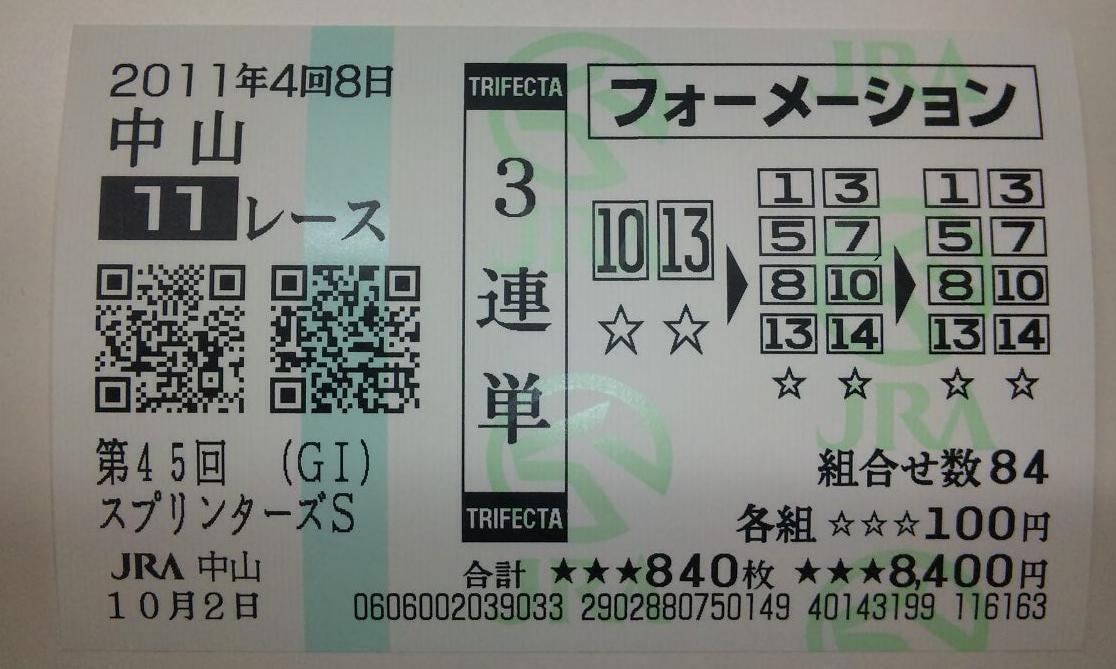 2011年4回8日
中山
11レース
第45回 (GI)
スプリンターズS
JRA 中山
10月2日
TRIFECTA
3連単
TRIFECTA
フォーメーション
10 13
☆ ☆
1 3
5 7
8 10
13 14
☆ ☆
1 3
5 7
8 10
13 14
☆ ☆
組合せ数84
各組 ☆☆☆100円
合計 ★★★840枚 ★★★8,400円
0606002039033 2902880750149 40143199 116163
JRA
JRA